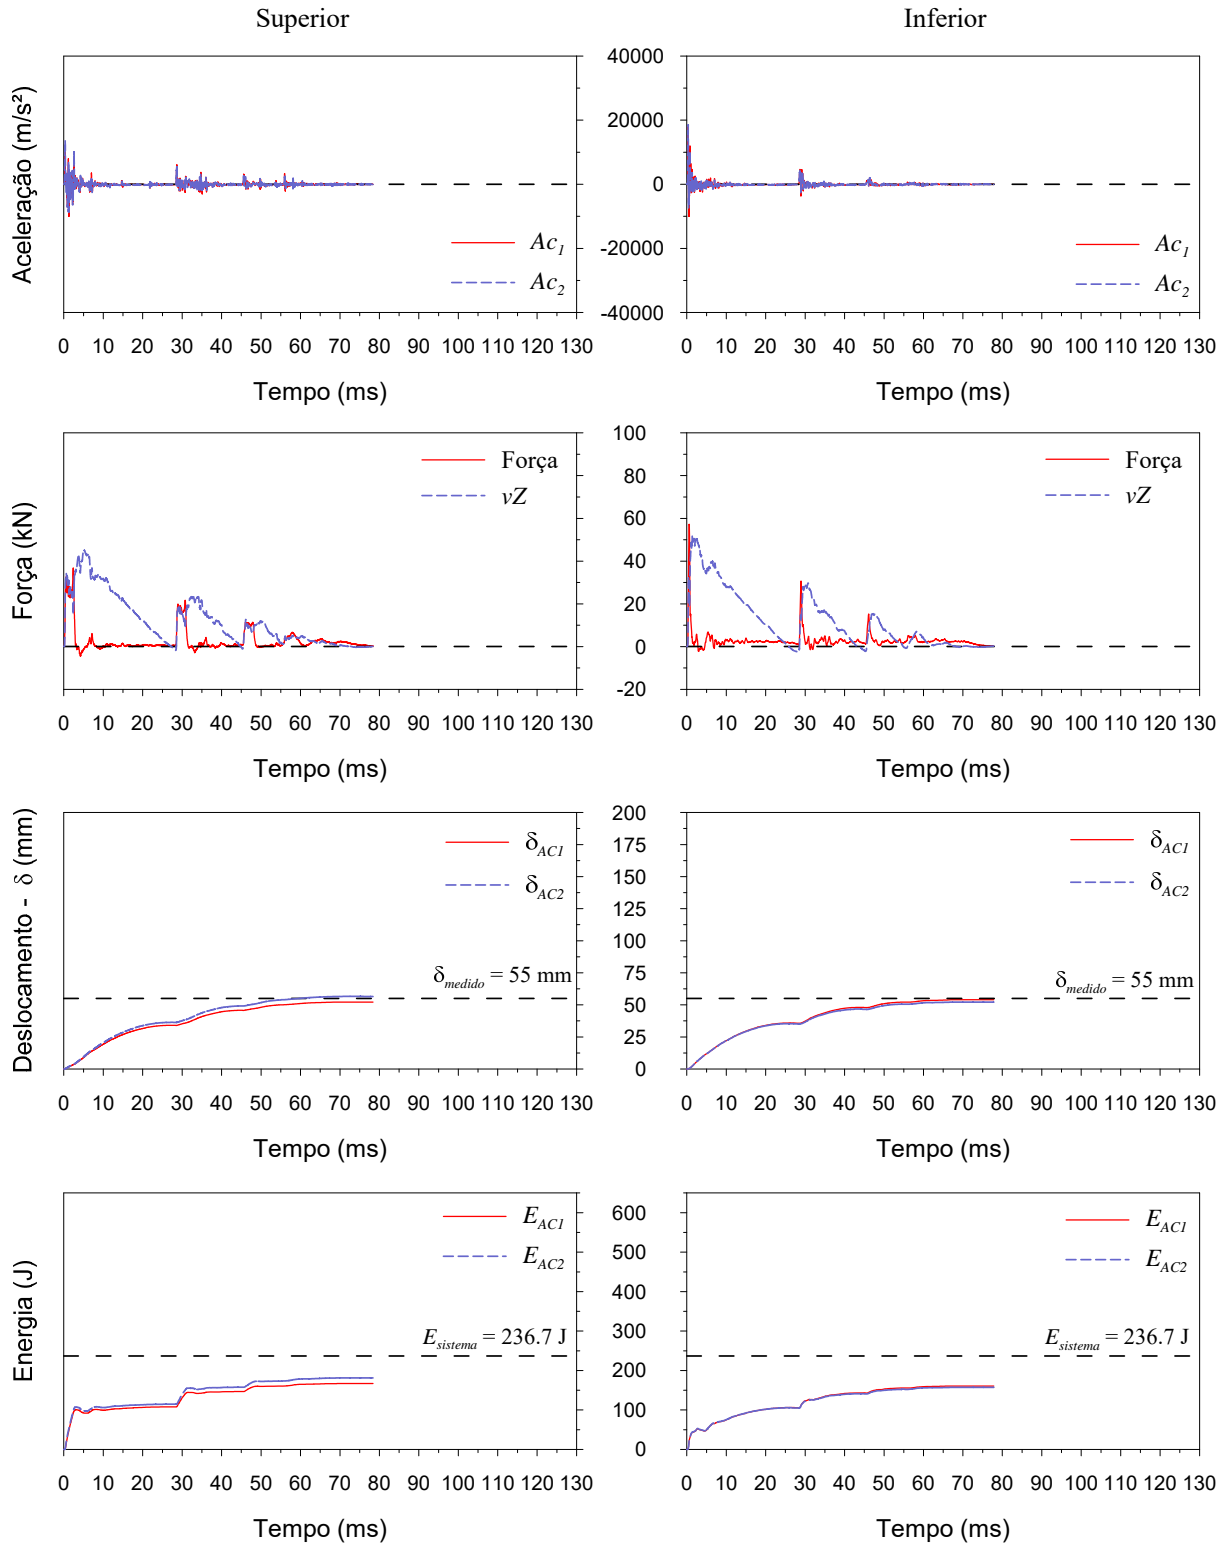 Superior Inferior
Aceleração (m/s²)
40000
20000
0
-20000
-40000
Ac1
Ac2
Ac1
Ac2
0 10 20 30 40 50 60 70 80 90 100 110 120 130
0 10 20 30 40 50 60 70 80 90 100 110 120 130
Tempo (ms) Tempo (ms)
Força (kN)
100
80
60
40
20
0
-20
Força
vZ
Força
vZ
0 10 20 30 40 50 60 70 80 90 100 110 120 130
0 10 20 30 40 50 60 70 80 90 100 110 120 130
Tempo (ms) Tempo (ms)
Deslocamento - δ (mm)
200
175
150
125
100
75
50
25
0
δAC1
δAC2
δmedido = 55 mm
δAC1
δAC2
δmedido = 55 mm
0 10 20 30 40 50 60 70 80 90 100 110 120 130
0 10 20 30 40 50 60 70 80 90 100 110 120 130
Tempo (ms) Tempo (ms)
Energia (J)
600
500
400
300
200
100
0
EAC1
EAC2
Esistema = 236.7 J
EAC1
EAC2
Esistema = 236.7 J
0 10 20 30 40 50 60 70 80 90 100 110 120 130
0 10 20 30 40 50 60 70 80 90 100 110 120 130
Tempo (ms) Tempo (ms)